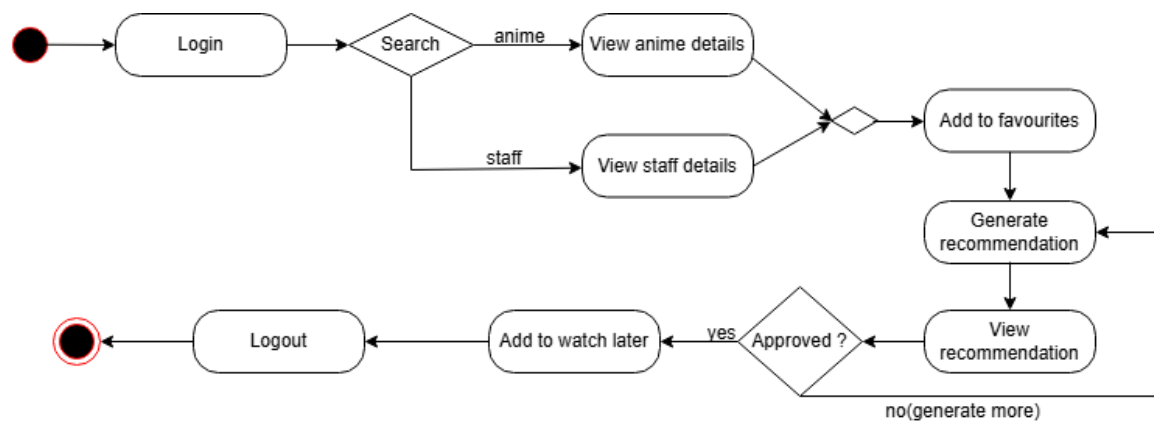 Login
Search
anime
View anime details
staff
View staff details
Add to favourites
Generate
recommendation
View
recommendation
Approved ?
yes
Add to watch later
Logout
no(generate more)